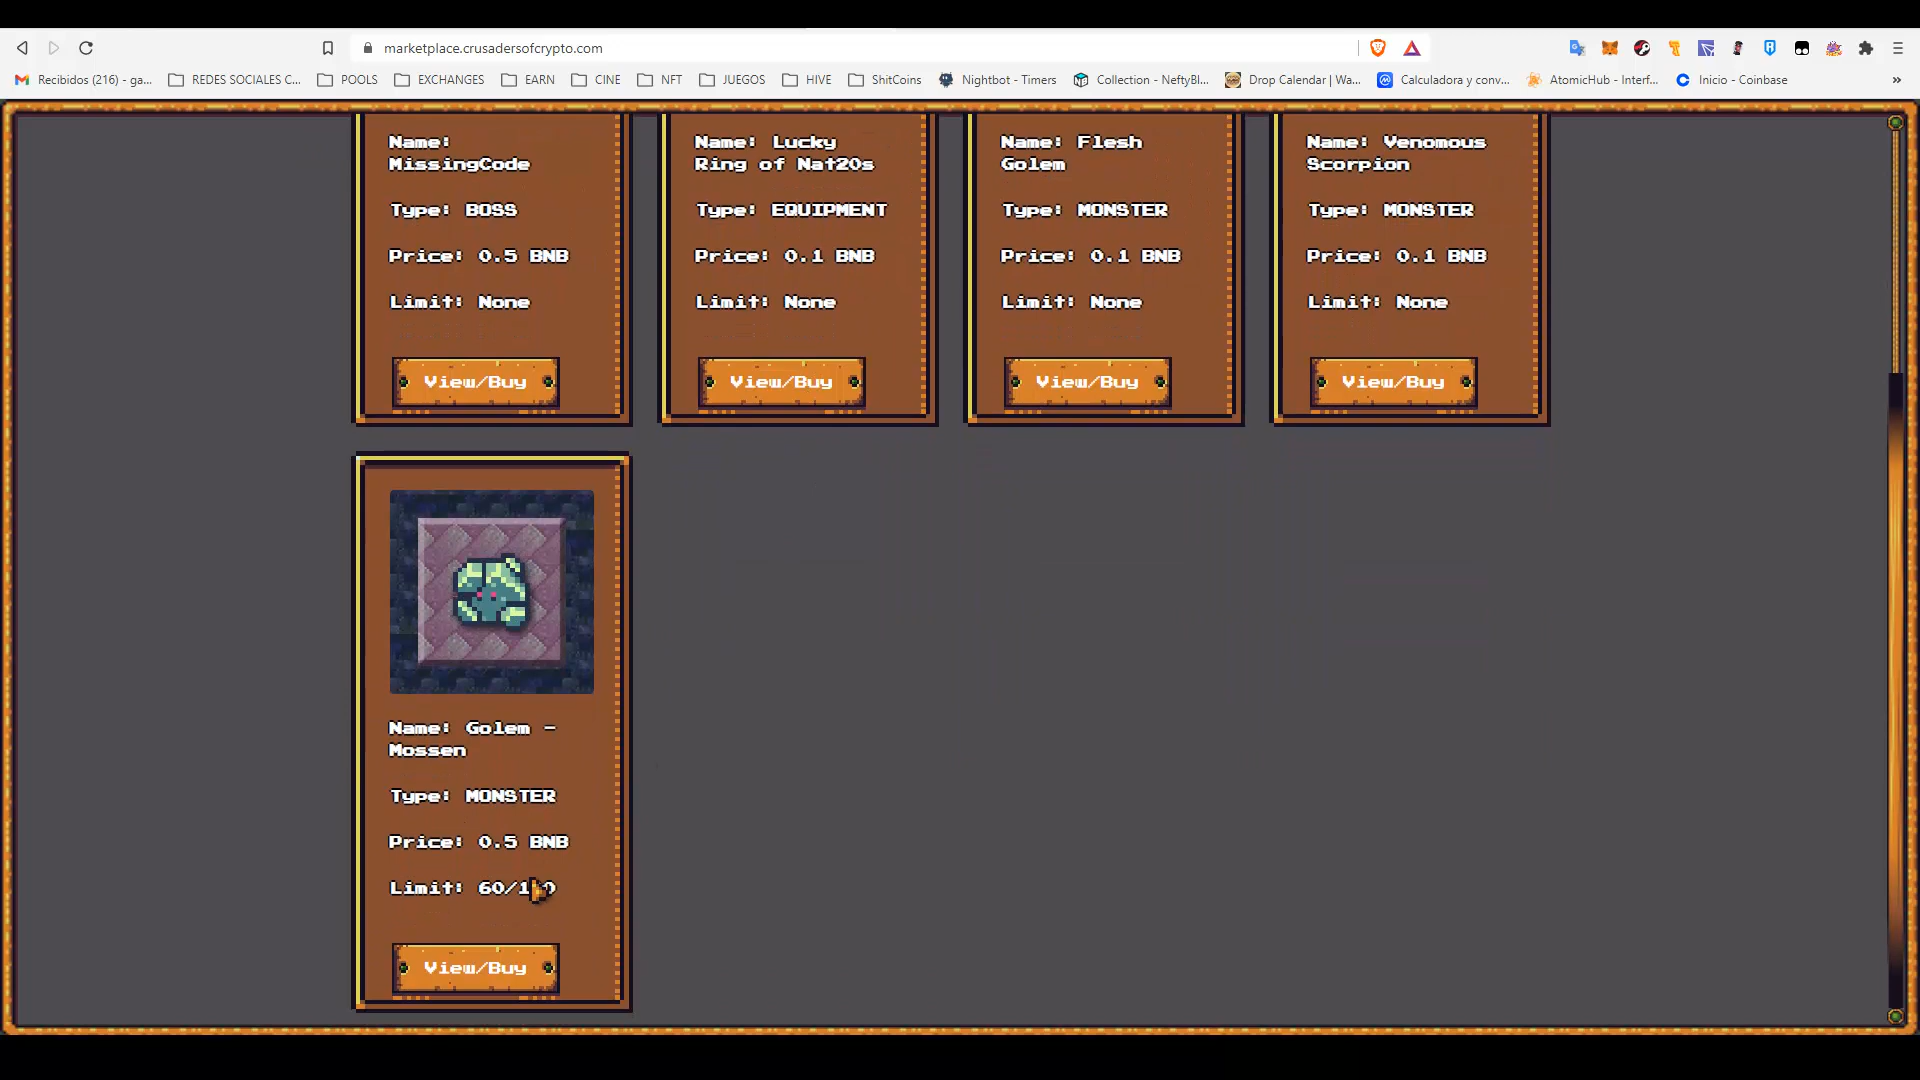 marketplace.crusadersofcrypto.com
Recibidos (216) - ga... REDES SOCIALES C... POOLS EXCHANGES EARN CINE NFT JUEGOS HIVE ShitCoins Nightbot - Timers Collection - NeftyBl... Drop Calendar | Wa... Calculadora y conv... AtomicHub - Interf... Inicio - Coinbase »
Name:
MissingCode
Type: BOSS
Price: 0.5 BNB
Limit: None
View/Buy
Name: Lucky
Ring of Nat20s
Type: EQUIPMENT
Price: 0.1 BNB
Limit: None
View/Buy
Name: Flesh
Golem
Type: MONSTER
Price: 0.1 BNB
Limit: None
View/Buy
Name: Venomous
Scorpion
Type: MONSTER
Price: 0.1 BNB
Limit: None
View/Buy
Name: Golem -
Mossen
Type: MONSTER
Price: 0.5 BNB
Limit:
View/Buy